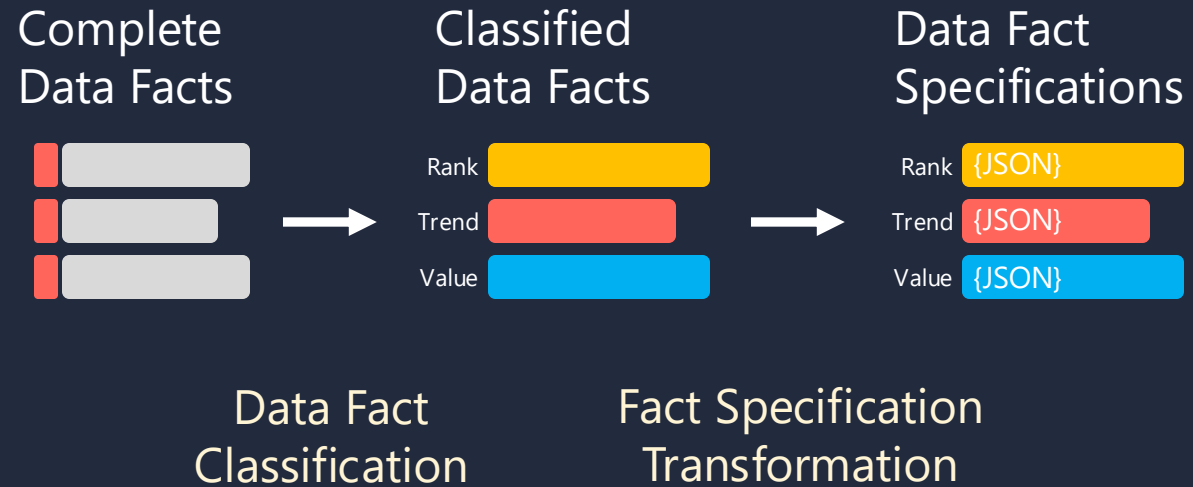 Complete
Data Facts
Classified
Data Facts
Data Fact
Specifications
Rank
Trend
Value
Rank {JSON}
Trend {JSON}
Value {JSON}
Data Fact
Classification
Fact Specification
Transformation